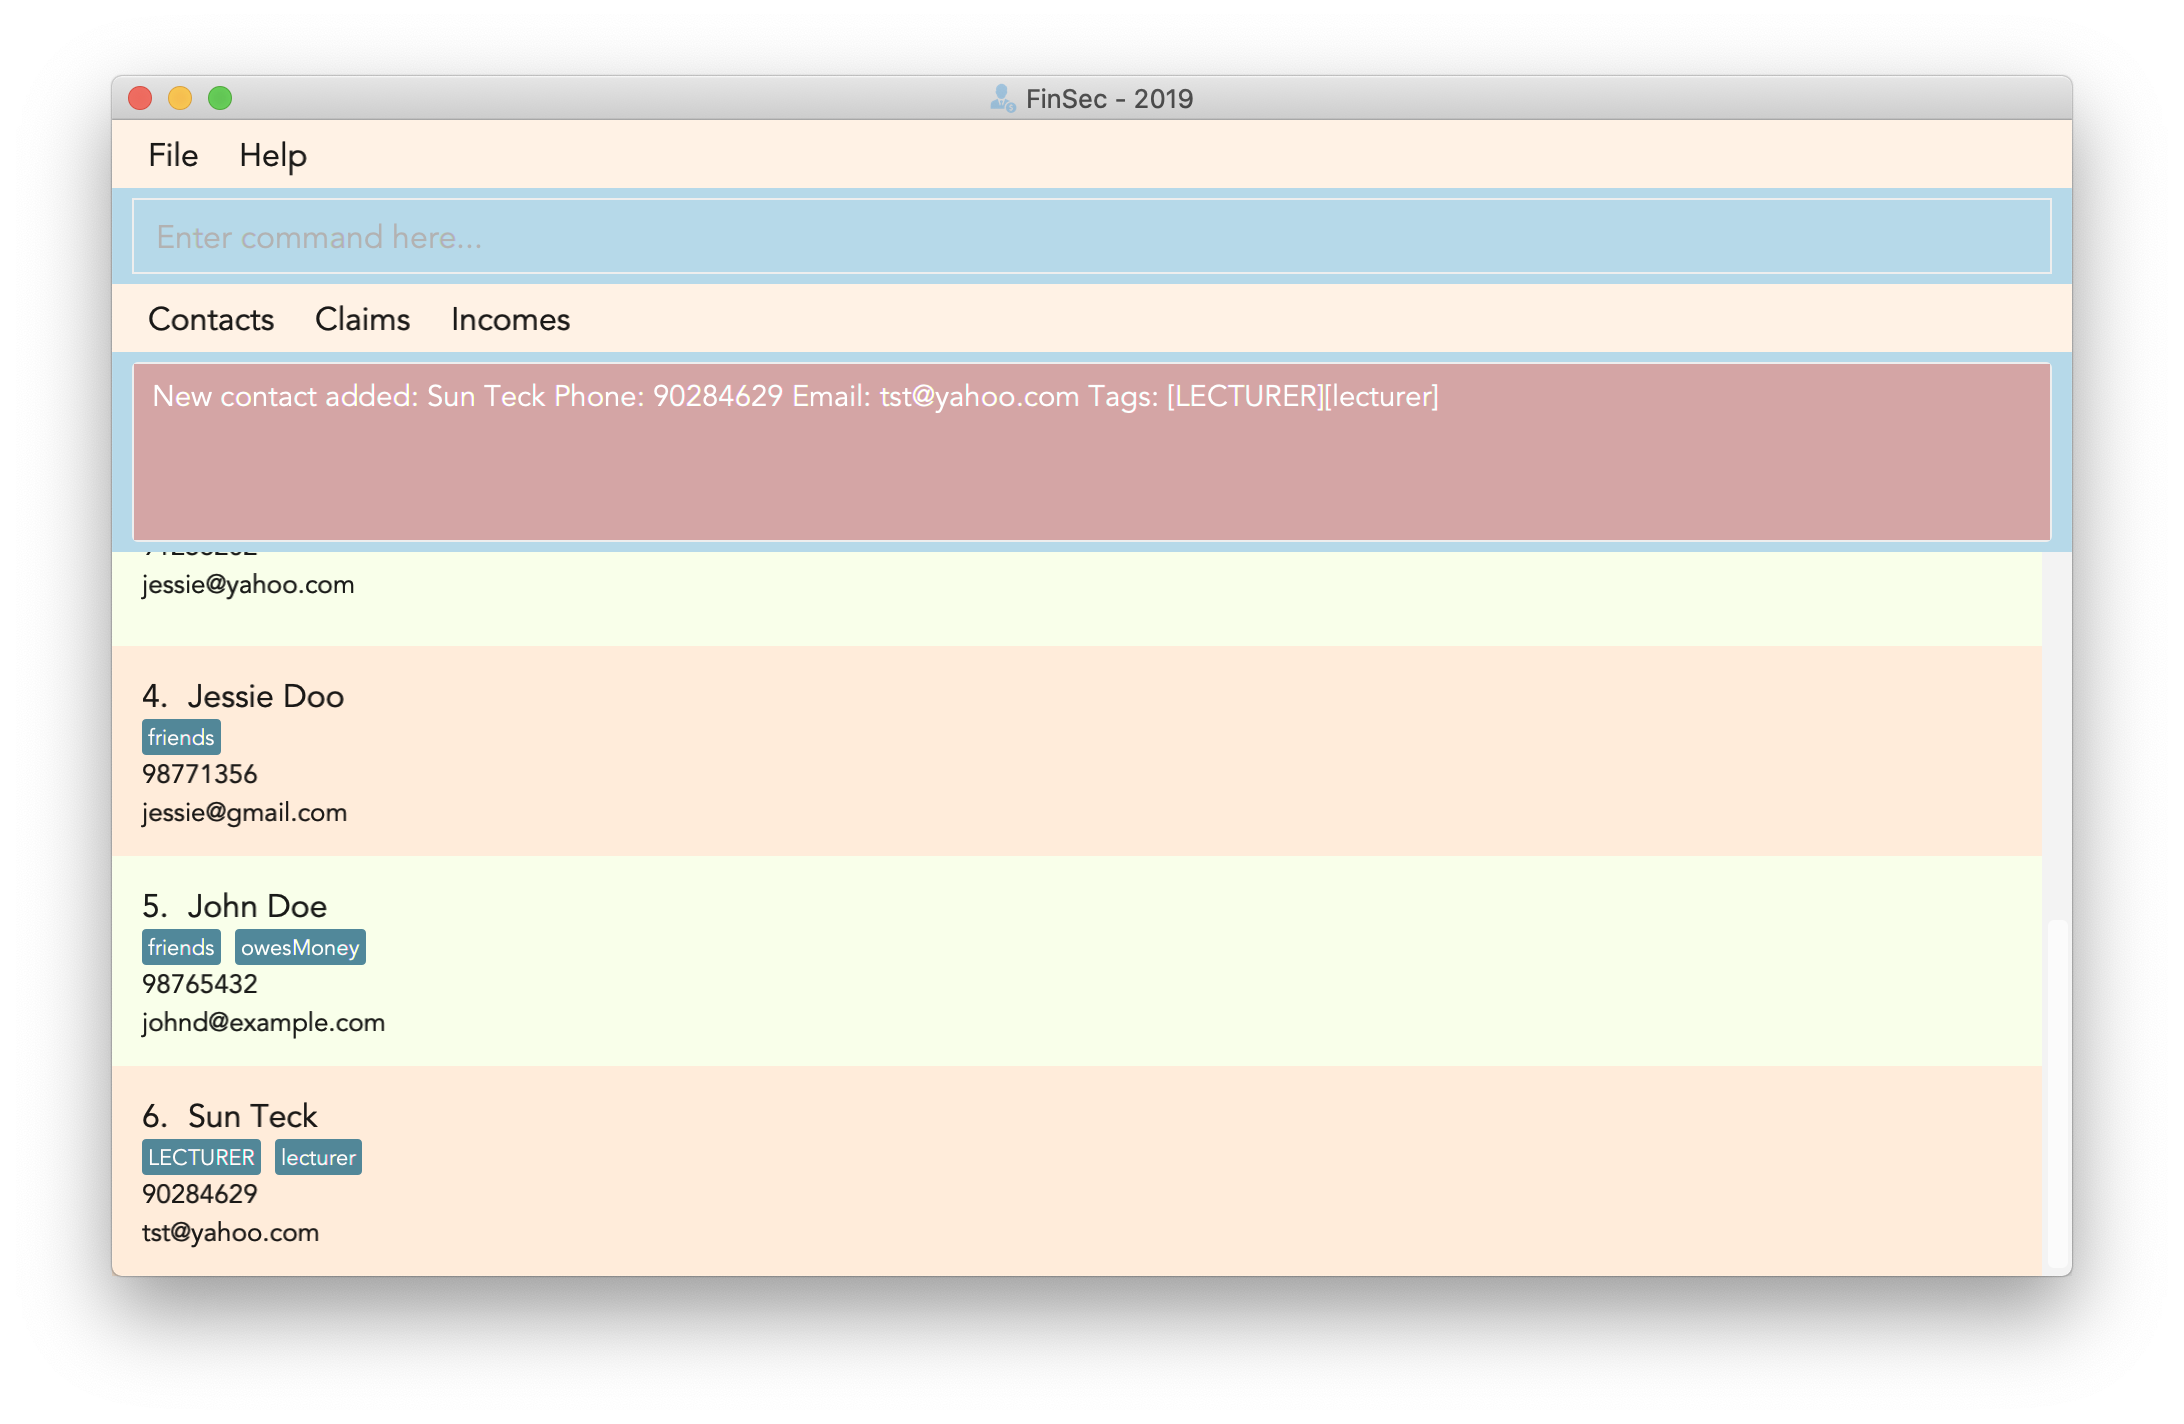 FinSec - 2019
File Help
Enter command here...
Contacts Claims Incomes
New contact added: Sun Teck Phone: 90284629 Email: tst@yahoo.com Tags: [LECTURER][lecturer]
jessie@yahoo.com
4. Jessie Doo
friends
98771356
jessie@gmail.com
5. John Doe
friends owesMoney
98765432
johnd@example.com
6. Sun Teck
LECTURER lecturer
90284629
tst@yahoo.com